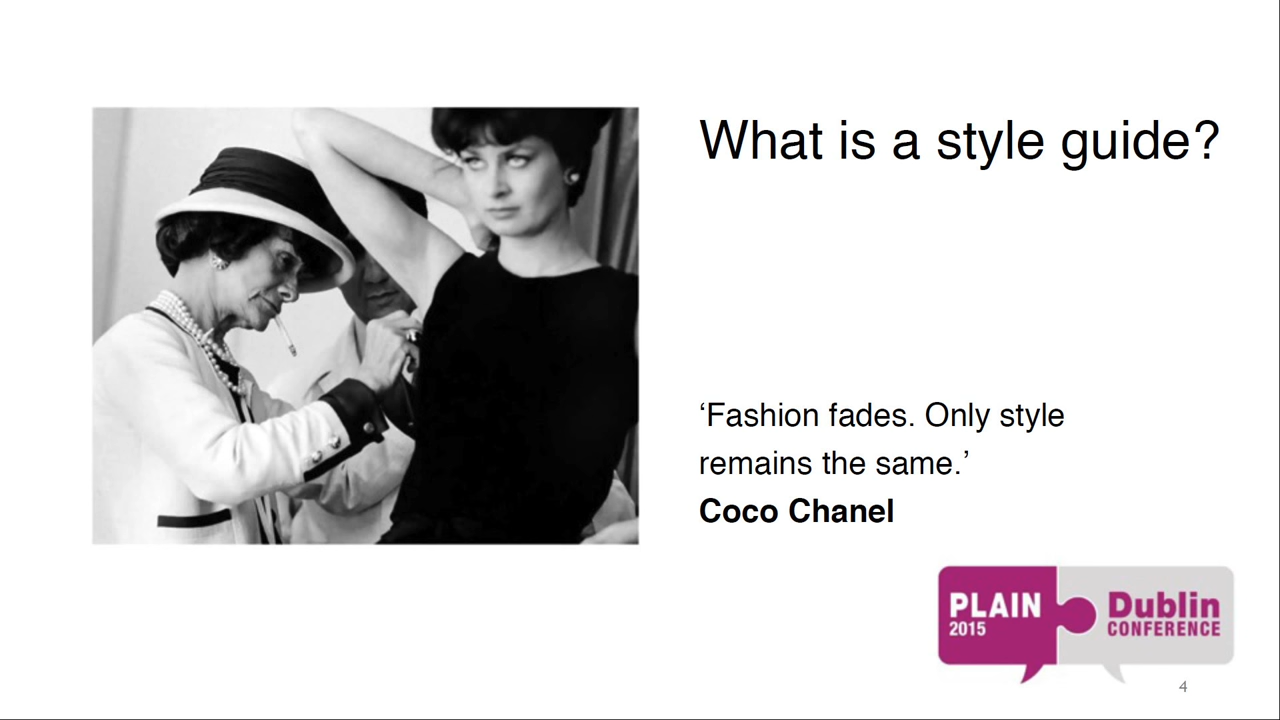 What is a style guide?
‘Fashion fades. Only style
remains the same.’
Coco Chanel
PLAIN
2015
Dublin
CONFERENCE
4